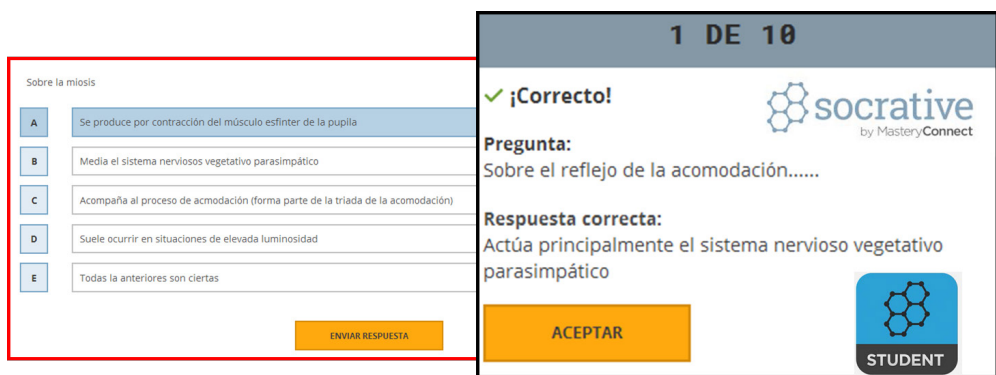 Sobre la miosis
A
Se produce por contracción del músculo esfinter de la pupila
B
Media el sistema nerviosos vegetativo parasimpático
C
Acompaña al proceso de acmodación (forma parte de la triada de la acomodación)
D
Suele ocurrir en situaciones de elevada luminosidad
E
Todas la anteriores son ciertas
ENVIAR RESPUESTA
1 DE 10
¡Correcto!
socrative
by MasteryConnect
Pregunta:
Sobre el reflejo de la acomodación......
Respuesta correcta:
Actúa principalmente el sistema nervioso vegetativo
parasimpático
ACEPTAR
STUDENT